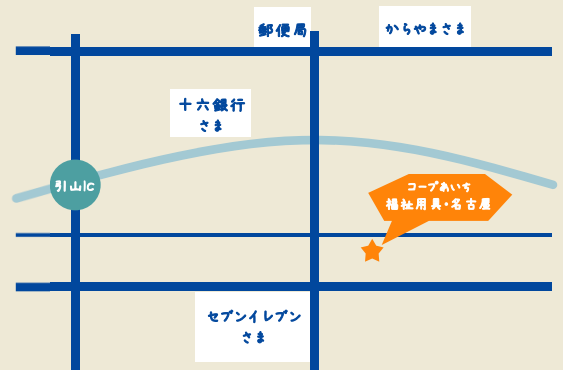 郵便局
からやまさま
十六銀行
さま
引山Ic
コープあいち
福祉用具・名古屋
セブンイレブン
さま